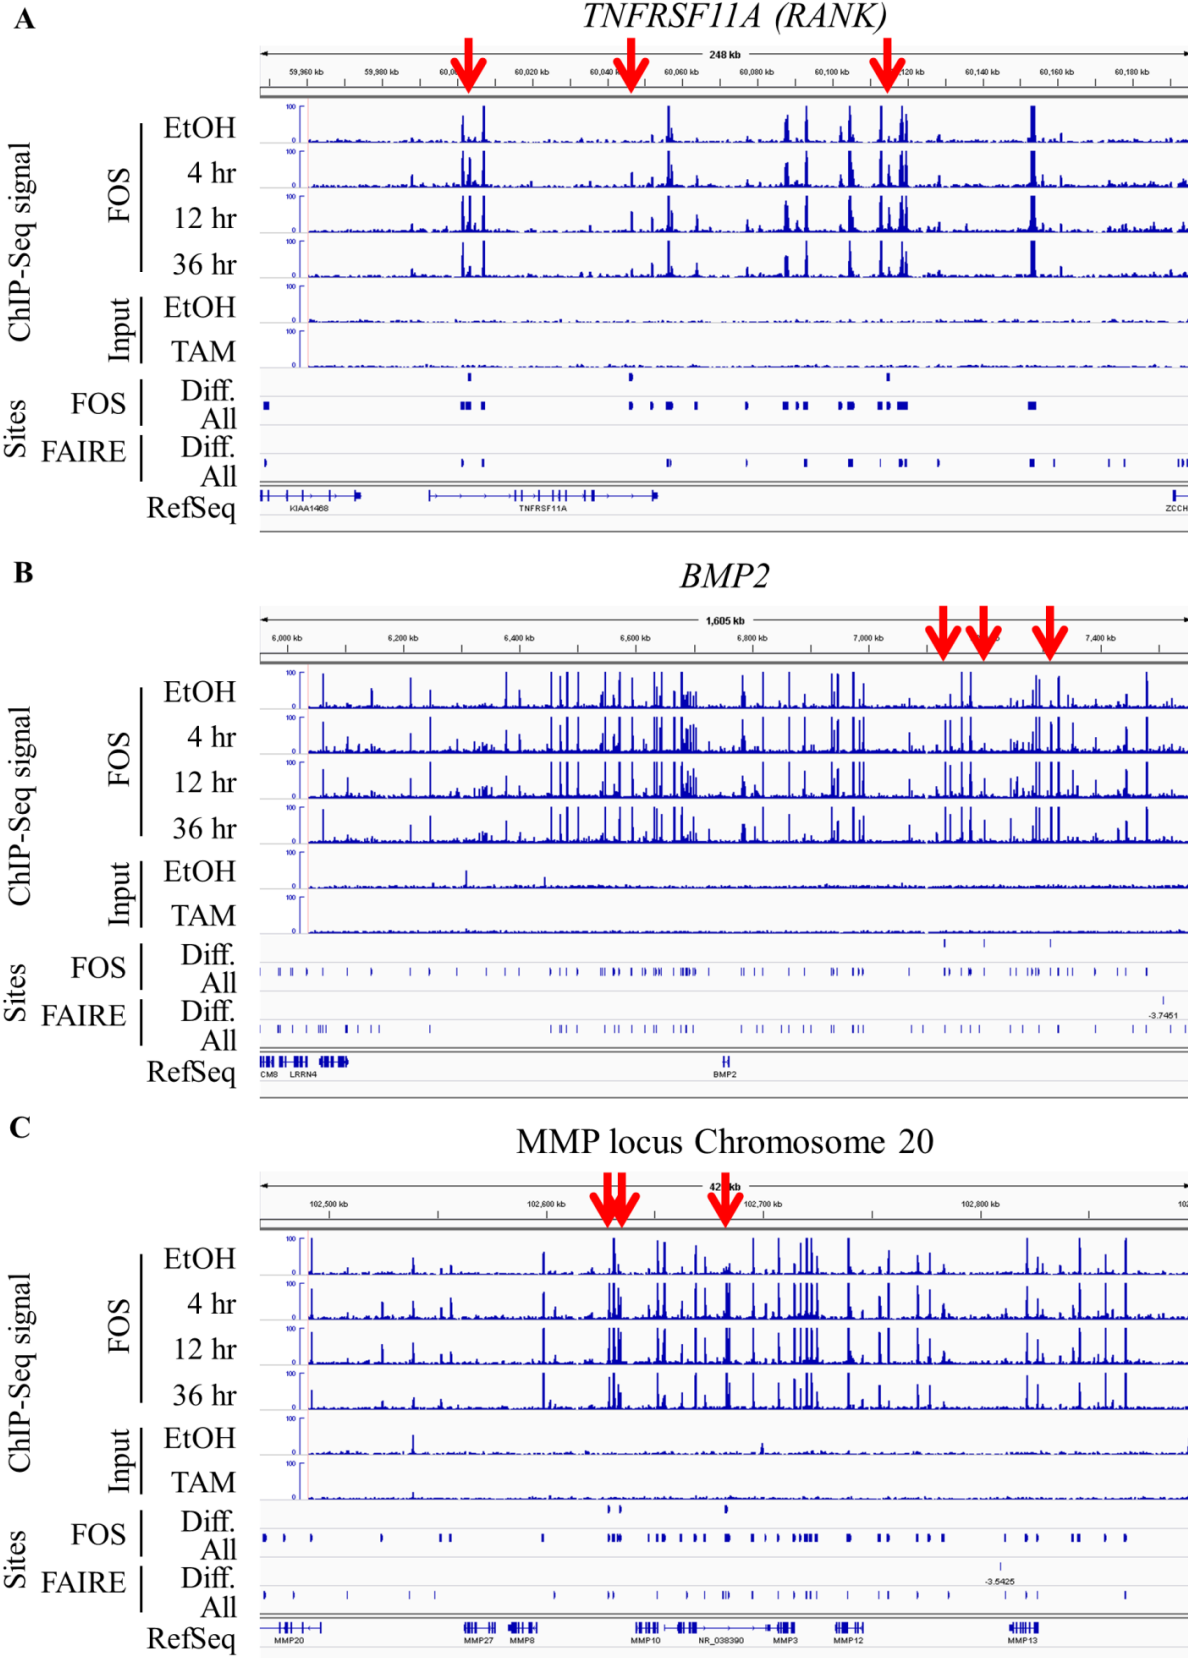 A
TNFRSF11A (RANK)
248 kb
59,960 kb 59,980 kb 60,020 kb 60,040 60,060 kb 60,080 kb 60,100 kb 60,140 kb 60,160 kb 60,180 kb
ChIP-Seq signal
FOS
EtOH
4 hr
12 hr
36 hr
Input
EtOH
TAM
Sites
FOS
Diff.
All
FAIRE
Diff.
All
RefSeq
KIAA1468 TNFRSF11A ZCCH
B
BMP2
1,605 kb
6,000 kb 6,200 kb 6,400 kb 6,600 kb 6,800 kb 7,000 kb 7,400 kb
ChIP-Seq signal
FOS
EtOH
4 hr
12 hr
36 hr
Input
EtOH
TAM
Sites
FOS
Diff.
All
FAIRE
Diff.
-3.7451
All
RefSeq
CM8 LRRN4 BMP2
C
MMP locus Chromosome 20
kb
102,500 kb 102,600 kb 102,700 kb 102,800 kb
ChIP-Seq signal
FOS
EtOH
4 hr
12 hr
36 hr
Input
EtOH
TAM
Sites
FOS
Diff.
All
FAIRE
Diff.
-3.5425
All
RefSeq
MMP20 MMP27 MMP8 MMP10 NR_038390 MMP3 MMP12 MMP13